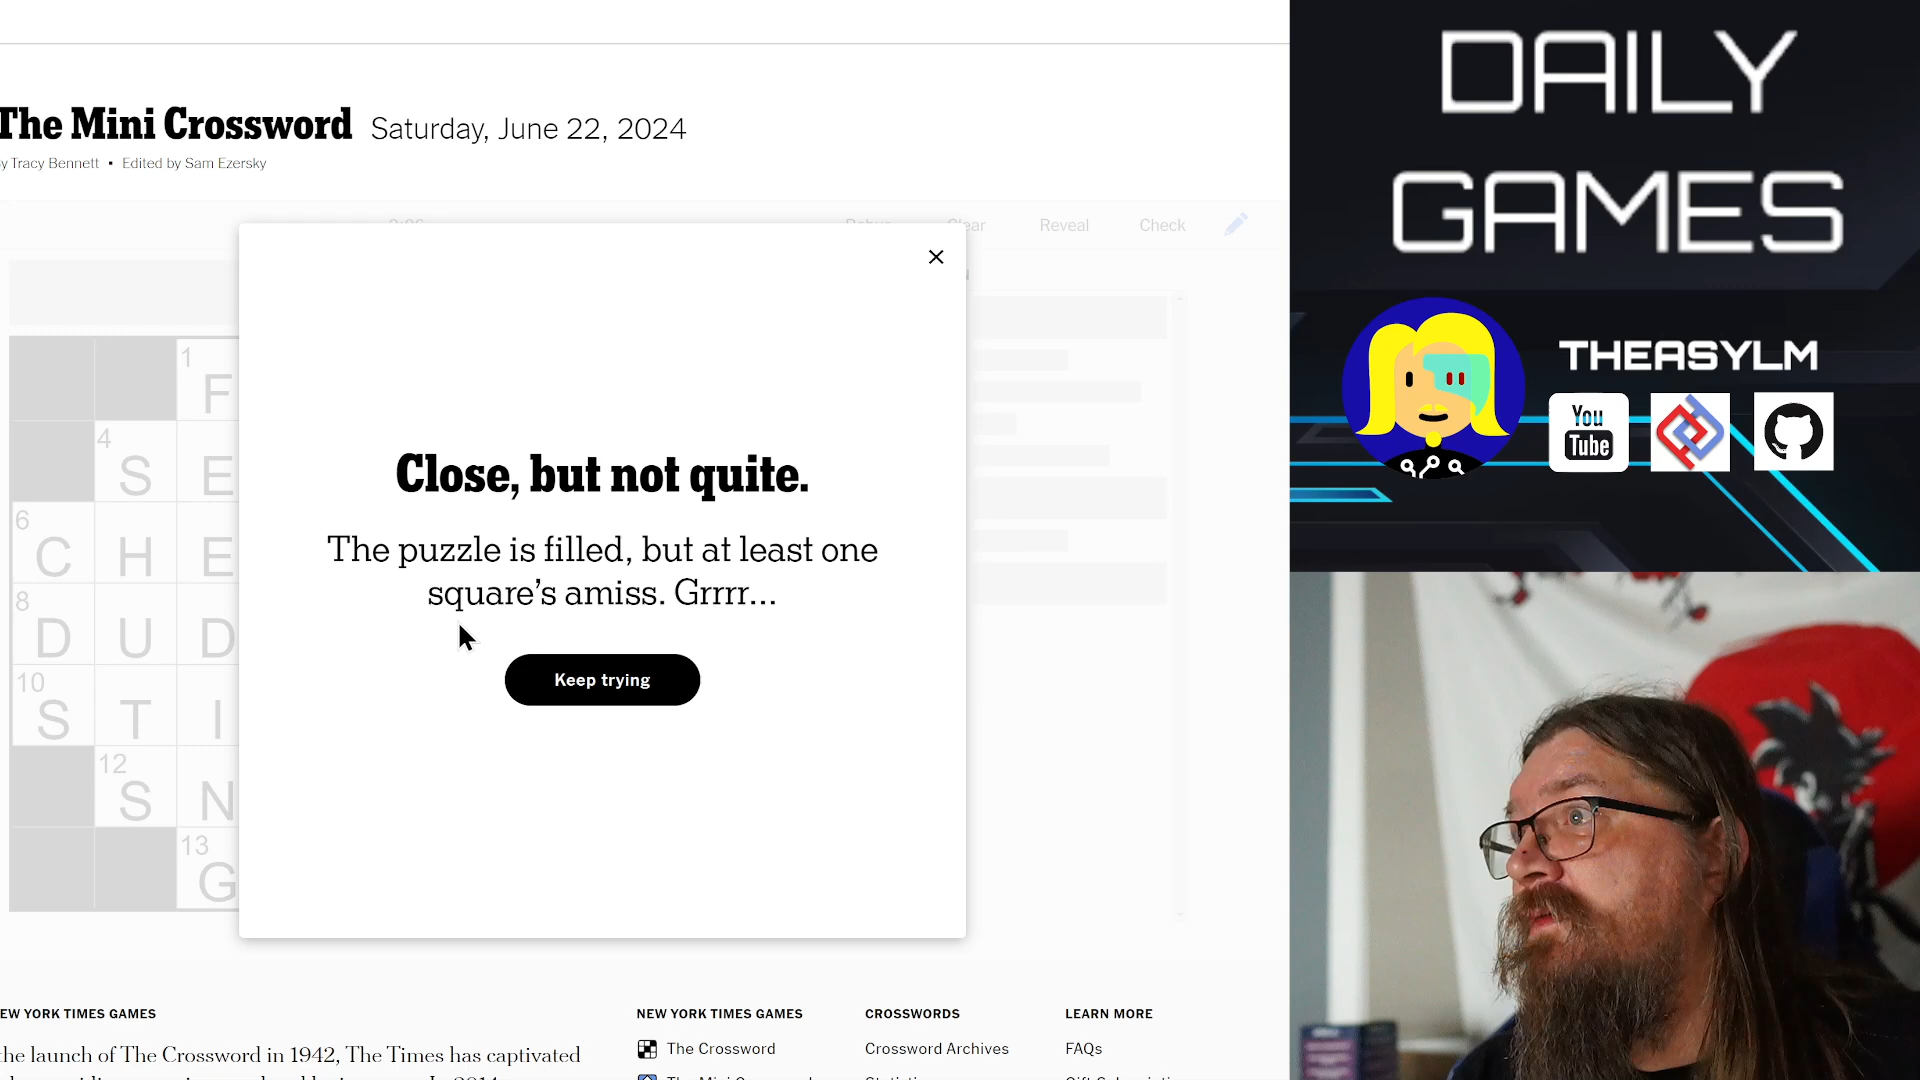 The Mini Crossword Saturday, June 22, 2024
y Tracy Bennett ▪ Edited by Sam Ezersky
Reveal
Check
Close, but not quite.
The puzzle is filled, but at least one
square's amiss. Grrrr...
Keep trying
1
F
4
S E
6
C H E
8
D U D
10
S T I
12
S N
13
G
EW YORK TIMES GAMES
the launch of The Crossword in 1942, The Times has captivated
NEW YORK TIMES GAMES
The Crossword
CROSSWORDS
Crossword Archives
LEARN MORE
FAQs
DAILY
GAMES
THEASYLM
You
Tube